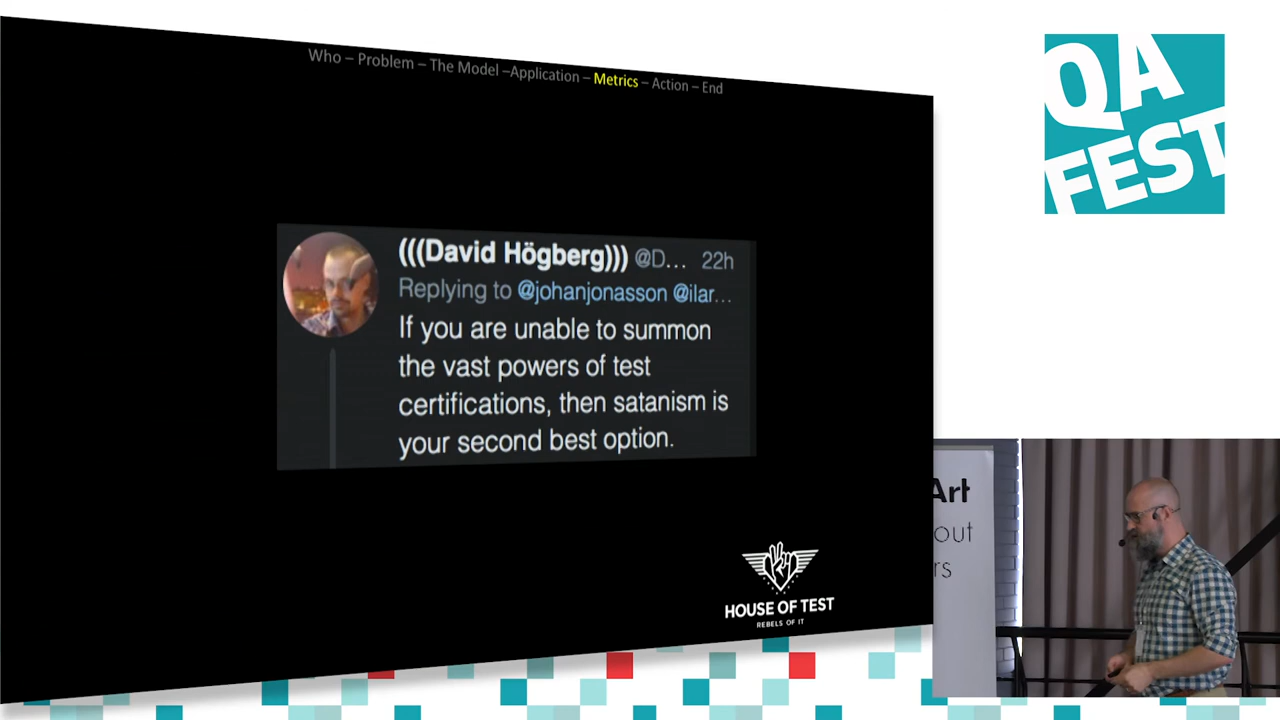 Who – Problem – The Model –Application – Metrics – Action – End
QA
FEST
(((David Högberg))) @D... 22h
Replying to @johanjonasson @ilar...
If you are unable to summon
the vast powers of test
certifications, then satanism is
your second best option.
HOUSE OF TEST
REBELS OF IT
Art
out
rs